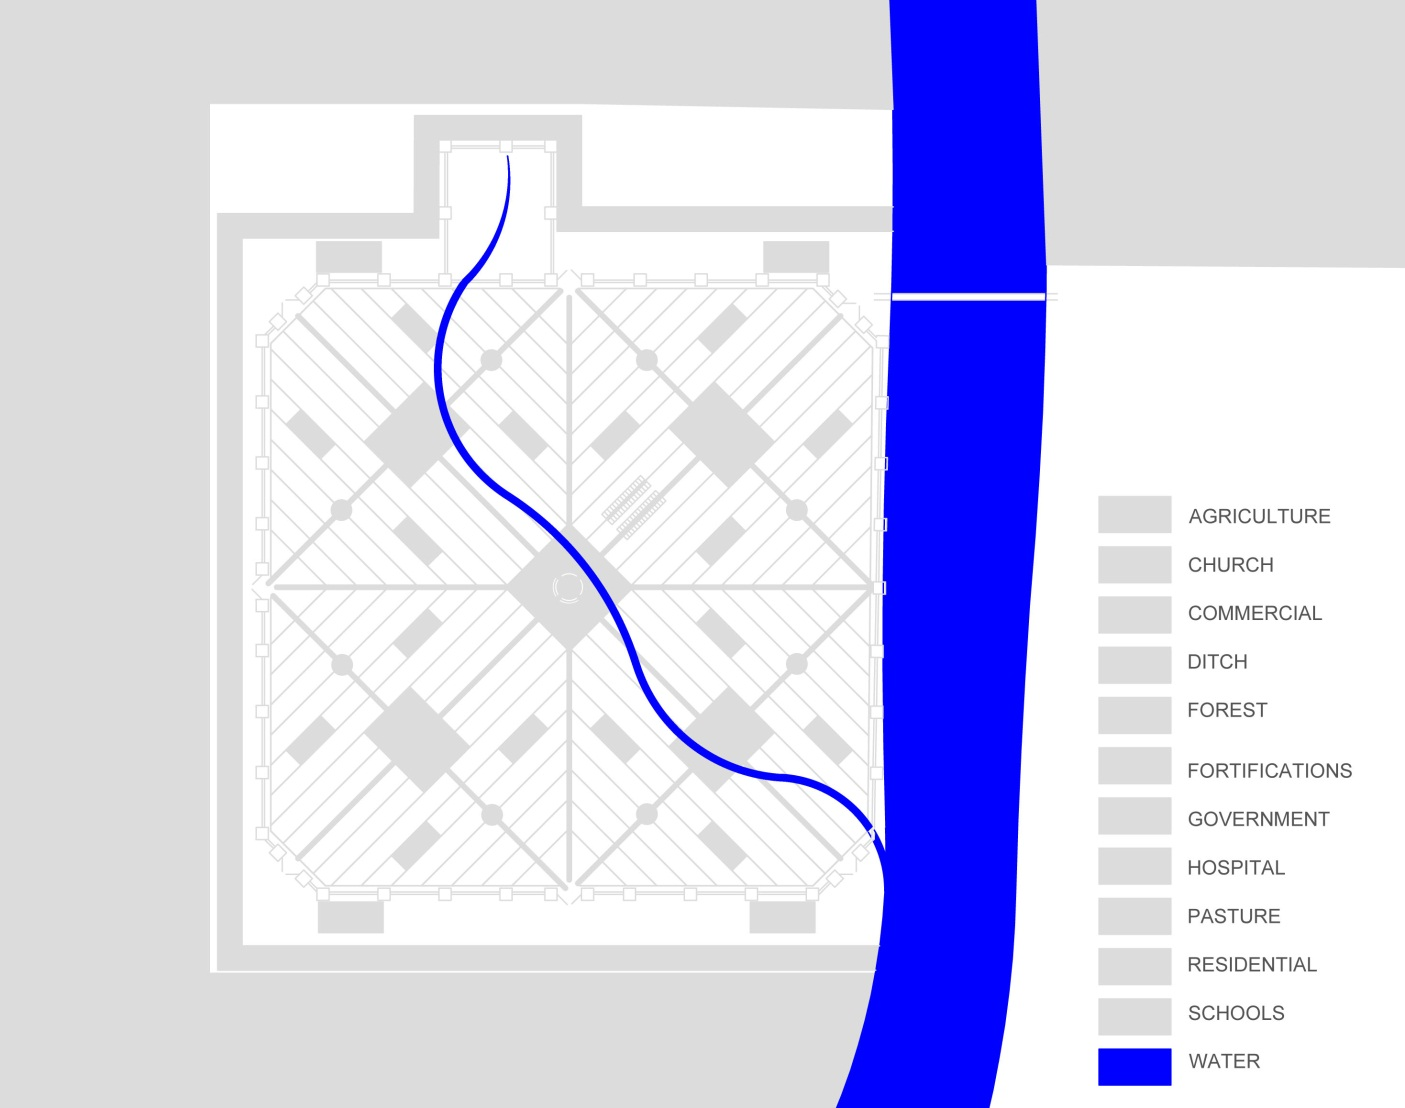 AGRICULTURE
CHURCH
COMMERCIAL
DITCH
FOREST
FORTIFICATIONS
GOVERNMENT
HOSPITAL
PASTURE
RESIDENTIAL
SCHOOLS
WATER